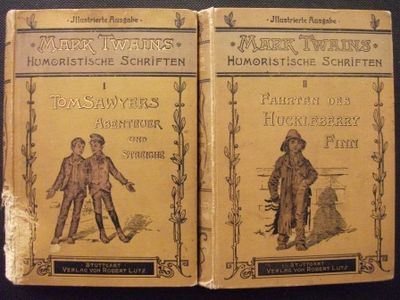 Illustrierte Ausgabe
MARK TWAINS
HUMORISTISCHE SCHRIFTEN
I
TOM SAWYERS
ABENTEUER
UND
STREICHE
STUTTGART
VERLAG VON ROBERT LUTZ
Illustrierte Ausgabe
MARK TWAINS
HUMORISTISCHE SCHRIFTEN
II
FAHRTEN DES
HUCKLEBERRY
FINN
STUTTGART
VERLAG VON ROBERT LUTZ